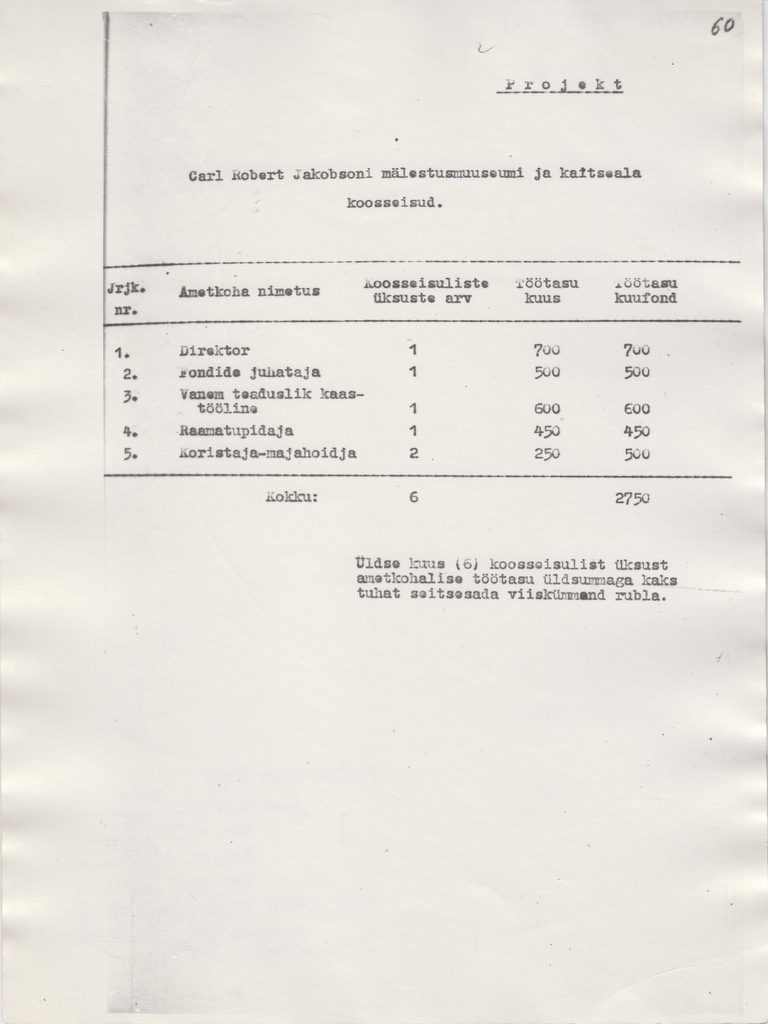 60
Projekt
Carl Robert Jakobsoni mälestusmuuseumi ja kaitseala
koosseisud.
Jrjk. nr. Ametkoha nimetus Koosseisuliste üksuste arv Töötasu kuus Töötasu kuufond
1. Direktor 1 700 700
2. Fondide juhataja 1 500 500
3. Vanem teaduslik kaas-
tööline 1 600 600
4. Raamatupidaja 1 450 450
5. Koristaja-majahoidja 2 250 500
Kokku: 6 2750
Üldse kuus (6) koosseisulist üksust
ametkohalise töötasu üldsummaga kaks
tuhat seitsesada viiskümmend rubla.